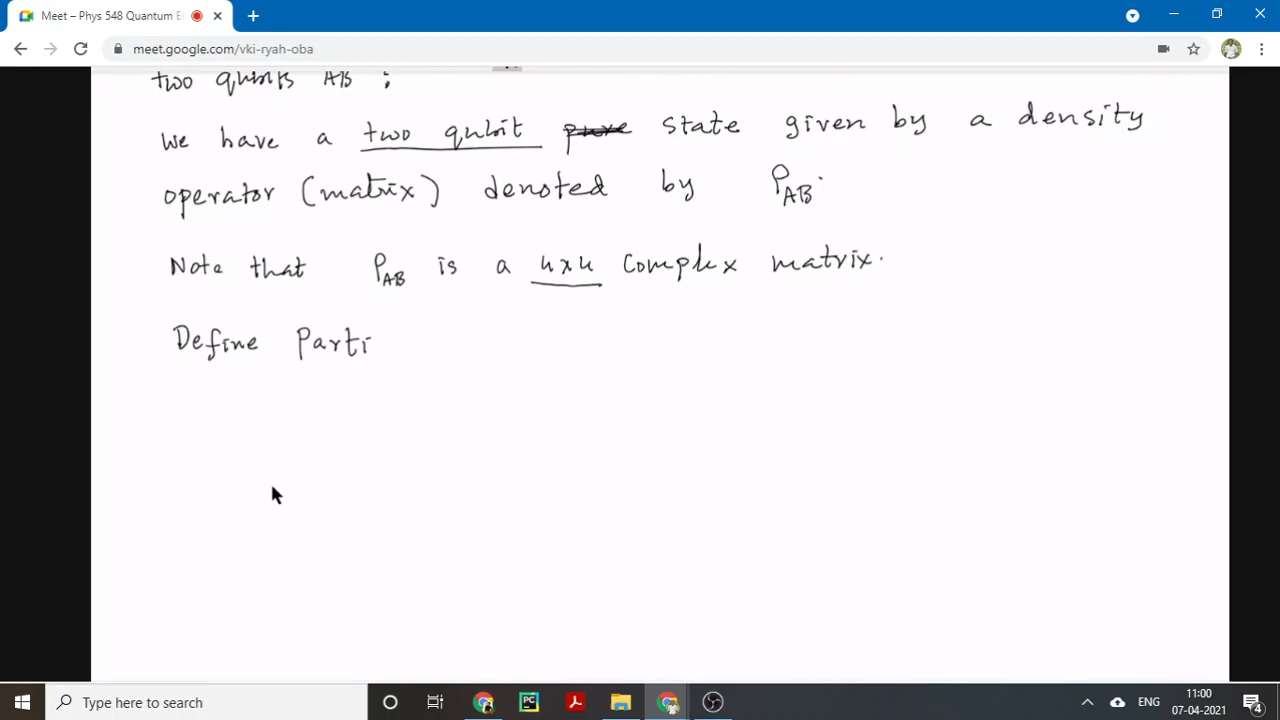 Meet – Phys 548 Quantum E
meet.google.com/vki-ryah-oba
two qubits AB ;
We have a two qubit pure state given by a density
operator (matrix) denoted by ρAB.
Note that ρAB is a 4x4 complex matrix.
Define Parti
Type here to search
ENG
11:00
07-04-2021
4